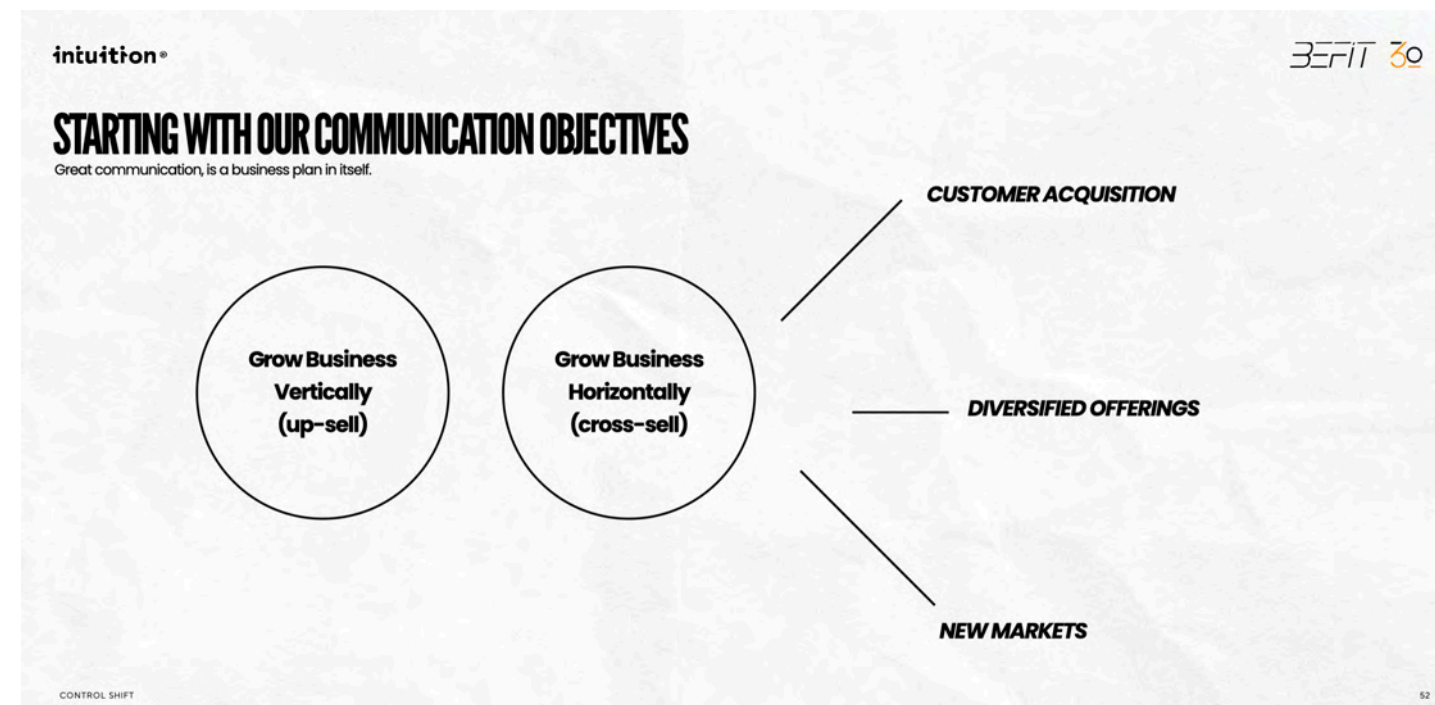 intuition®
BEFiT 30
STARTING WITH OUR COMMUNICATION OBJECTIVES
Great communication, is a business plan in itself.
CUSTOMER ACQUISITION
Grow Business
Vertically
(up-sell)
Grow Business
Horizontally
(cross-sell)
DIVERSIFIED OFFERINGS
NEW MARKETS
CONTROL SHIFT
52